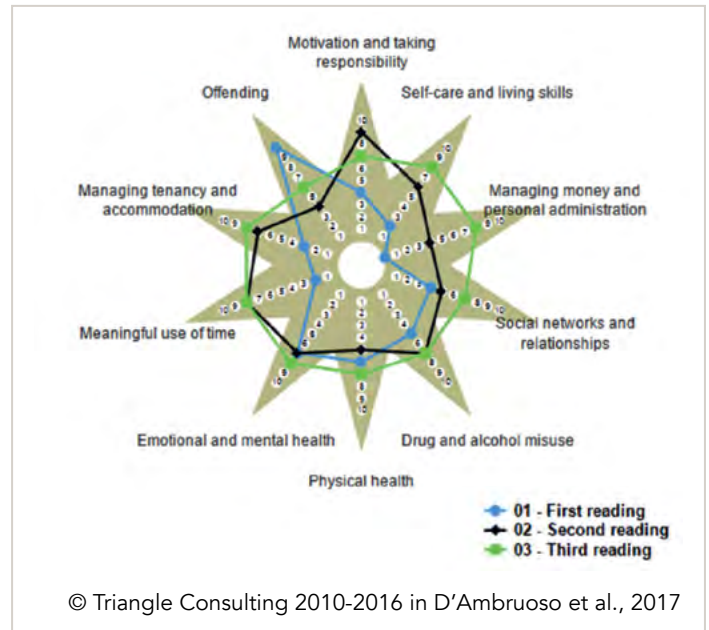 Motivation and taking
responsibility
Offending
Self-care and living skills
Managing tenancy and
accommodation
Managing money and
personal administration
Meaningful use of time
Social networks and
relationships
Emotional and mental health
Drug and alcohol misuse
Physical health
01 - First reading
02 - Second reading
03 - Third reading
© Triangle Consulting 2010-2016 in D’Ambruoso et al., 2017